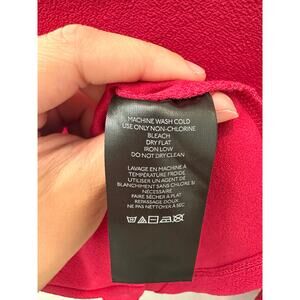 MACHINE WASH COLD
USE ONLY NON-CHLORINE
BLEACH
DRY FLAT
IRON LOW
DO NOT DRY CLEAN
LAVAGE EN MACHINE A
TEMPÉRATURE FROIDE
UTILISER UN AGENT DE
BLANCHIMENT SANS CHLORE SI
NÉCESSAIRE
FAIRE SÉCHER A PLAT
REPASSAGE DOUX
NE PAS NETTOYER A SEC